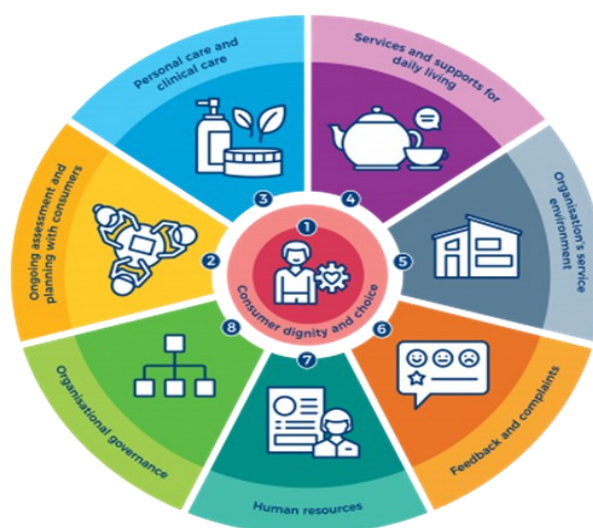 1
Consumer dignity and choice
2
Ongoing assessment and
planning with consumers
3
Personal care and
clinical care
4
Services and supports for
daily living
5
Organisation's service
environment
6
Feedback and complaints
7
Human resources
8
Organisational governance